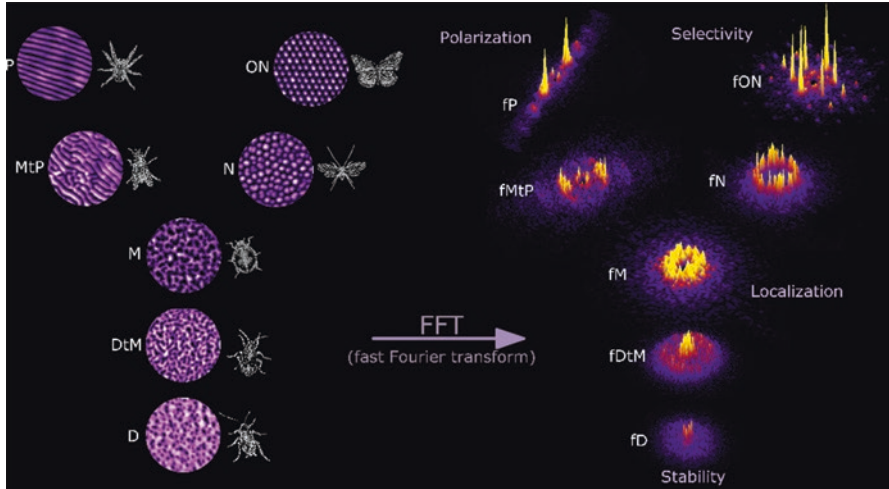 P
ON
MtP
N
M
DtM
D
FFT
(fast Fourier transform)
Polarization
Selectivity
fP
fON
fMtP
fN
fM
Localization
fDtM
fD
Stability